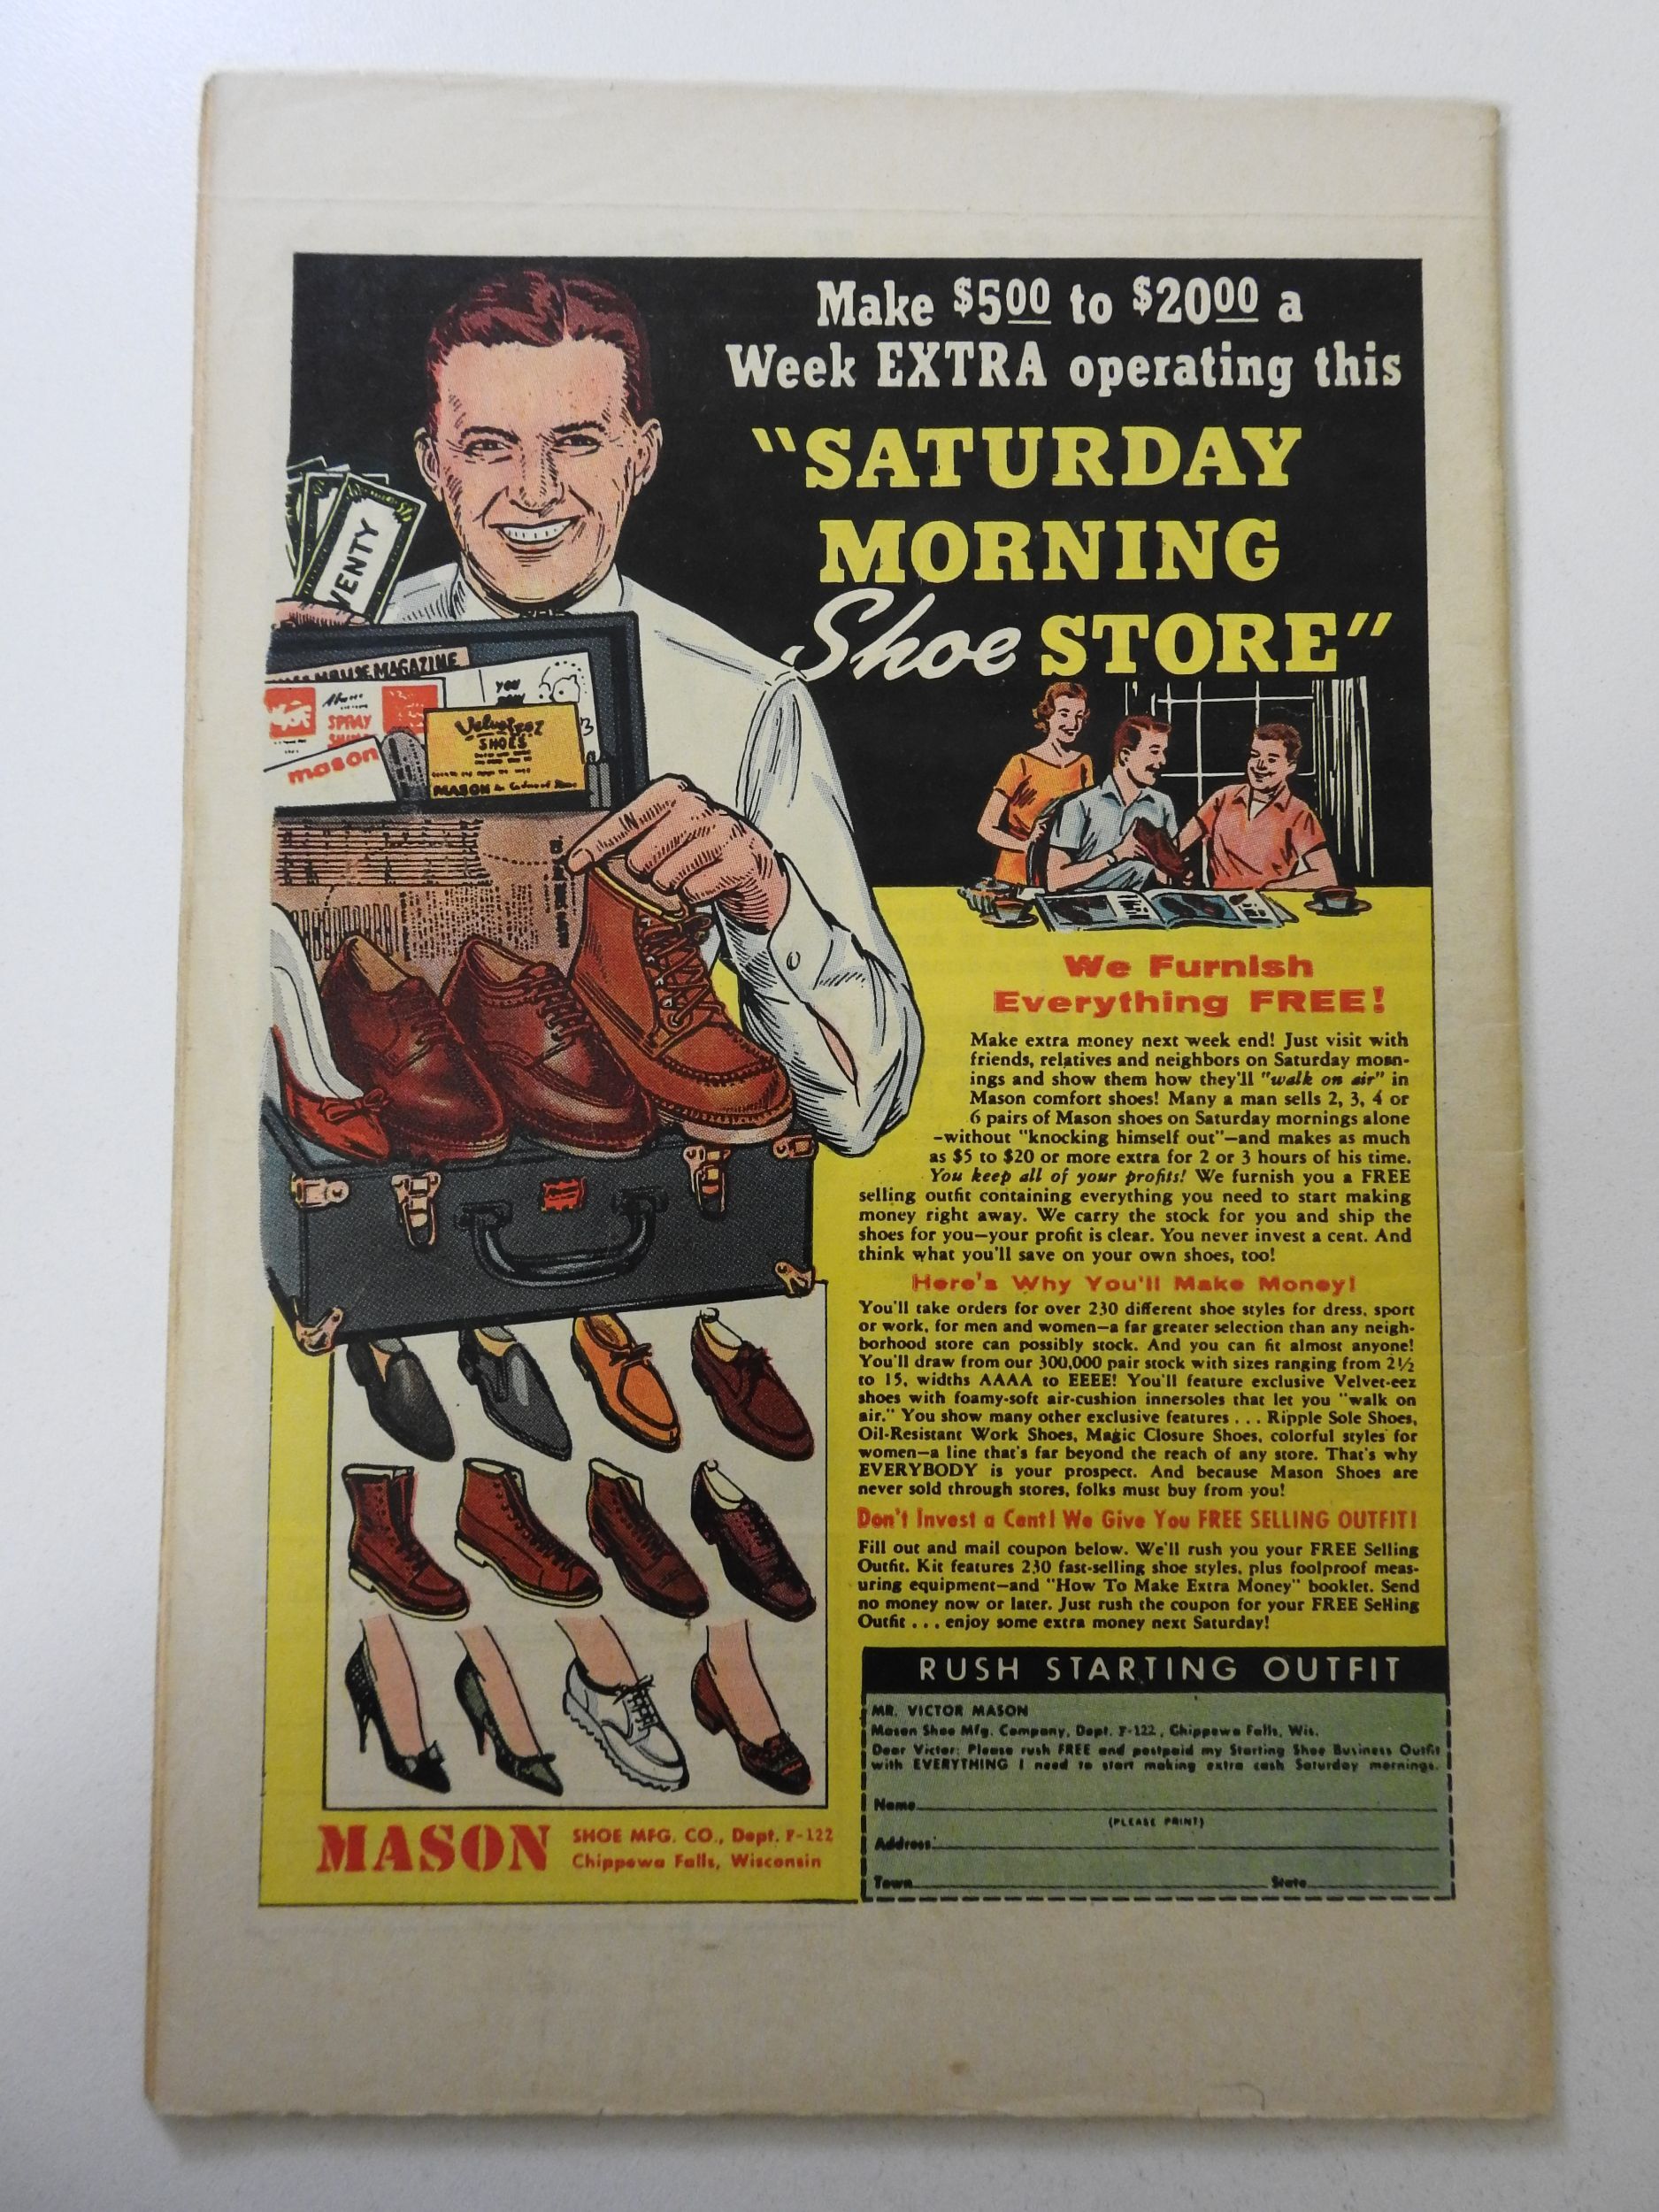 Make $5.00 to $20.00 a
Week EXTRA operating this
"SATURDAY
MORNING
Shoe STORE"
VENTY
HOUSE MAGAZINE
YOU
SPRAY
mason
Velvet-eez
SHOES
MASON
We Furnish
Everything FREE!
Make extra money next week end! Just visit with
friends, relatives and neighbors on Saturday morn-
ings and show them how they'll "walk on air" in
Mason comfort shoes! Many a man sells 2, 3, 4 or
6 pairs of Mason shoes on Saturday mornings alone
-without "knocking himself out"-and makes as much
as $5 to $20 or more extra for 2 or 3 hours of his time.
You keep all of your profits! We furnish you a FREE
selling outfit containing everything you need to start making
money right away. We carry the stock for you and ship the
shoes for you—your profit is clear. You never invest a cent. And
think what you'll save on your own shoes, too!
Here's Why You'll Make Money!
You'll take orders for over 230 different shoe styles for dress, sport
or work, for men and women—a far greater selection than any neigh-
borhood store can possibly stock. And you can fit almost anyone!
You'll draw from our 300,000 pair stock with sizes ranging from 2½
to 15, widths AAAA to EEEE! You'll feature exclusive Velvet-eez
shoes with foamy-soft air-cushion innersoles that let you "walk on
air." You show many other exclusive features . . . Ripple Sole Shoes,
Oil-Resistant Work Shoes, Magic Closure Shoes, colorful styles for
women—a line that's far beyond the reach of any store. That's why
EVERYBODY is your prospect. And because Mason Shoes are
never sold through stores, folks must buy from you!
Don't Invest a Cent! We Give You FREE SELLING OUTFIT!
Fill out and mail coupon below. We'll rush you your FREE Selling
Outfit. Kit features 230 fast-selling shoe styles, plus foolproof meas-
uring equipment—and "How To Make Extra Money" booklet. Send
no money now or later. Just rush the coupon for your FREE Selling
Outfit . . . enjoy some extra money next Saturday!
RUSH STARTING OUTFIT
MR. VICTOR MASON
Mason Shoe Mfg. Company, Dept. F-122, Chippewa Falls, Wis.
Dear Victor: Please rush FREE and postpaid my Starting Shoe Business Outfit
with EVERYTHING I need to start making extra cash Saturday mornings.
Name
(PLEASE PRINT)
Address
Town State
MASON SHOE MFG. CO., Dept. F-122
Chippewa Falls, Wisconsin